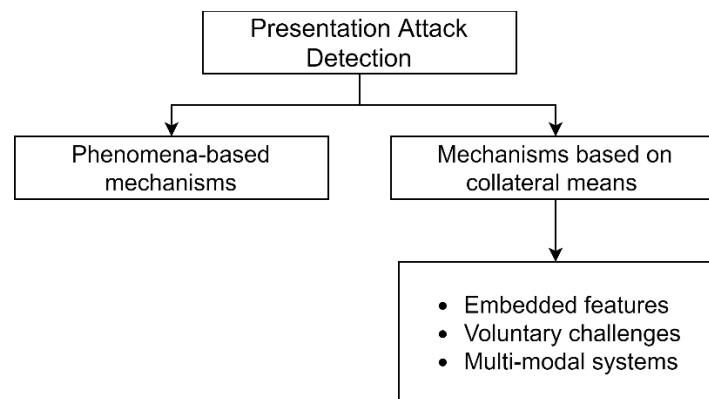 Presentation Attack
Detection
Phenomena-based
mechanisms
Mechanisms based on
collateral means
• Embedded features
• Voluntary challenges
• Multi-modal systems